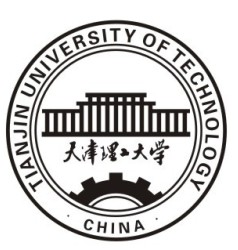 TIANJIN UNIVERSITY OF TECHNOLOGY
天津理工大学
· CHINA ·